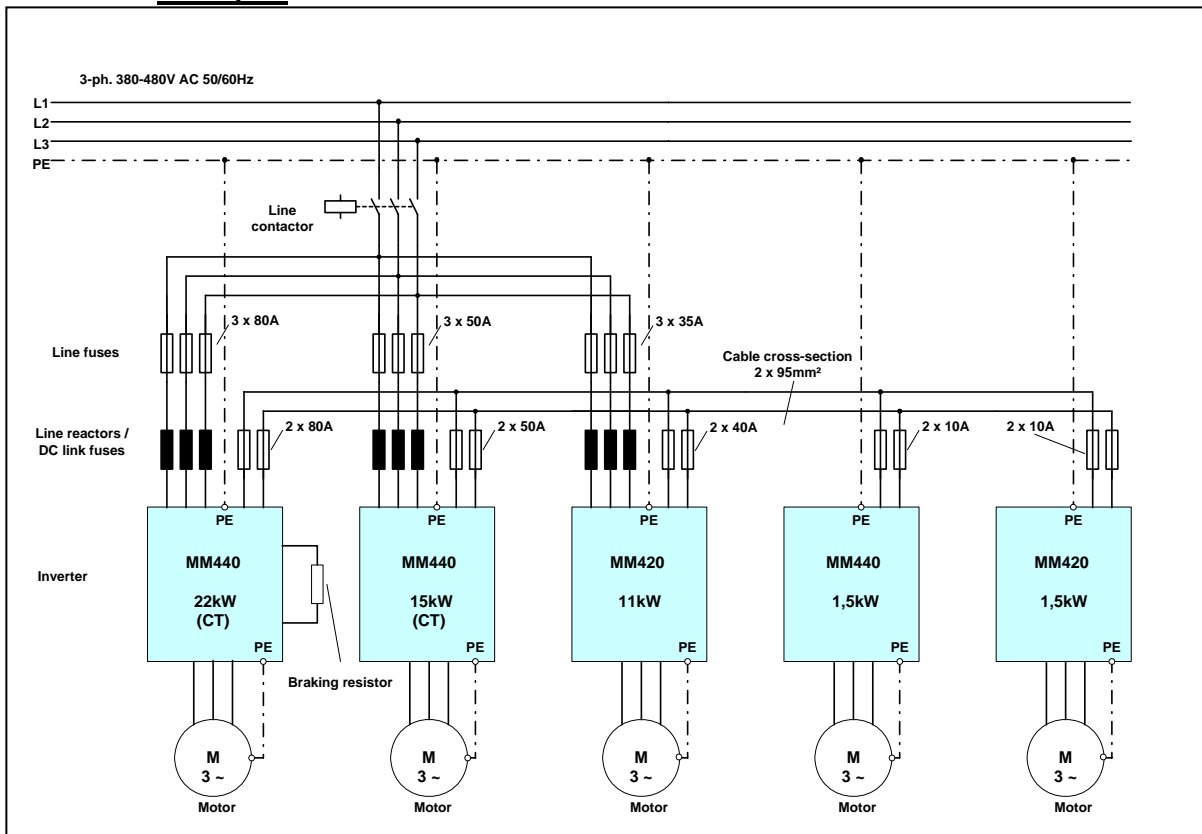 3-ph. 380-480V AC 50/60Hz
L1
L2
L3
PE
Line
contactor
3 x 80A
3 x 50A
3 x 35A
Line fuses
Cable cross-section
2 x 95mm²
Line reactors /
DC link fuses
2 x 80A
2 x 50A
2 x 40A
2 x 10A
2 x 10A
PE
PE
PE
PE
PE
Inverter
MM440
22kW
(CT)
PE
MM440
15kW
(CT)
PE
MM420
11kW
PE
MM440
1,5kW
PE
MM420
1,5kW
PE
Braking resistor
M
3 ~
Motor
M
3 ~
Motor
M
3 ~
Motor
M
3 ~
Motor
M
3 ~
Motor